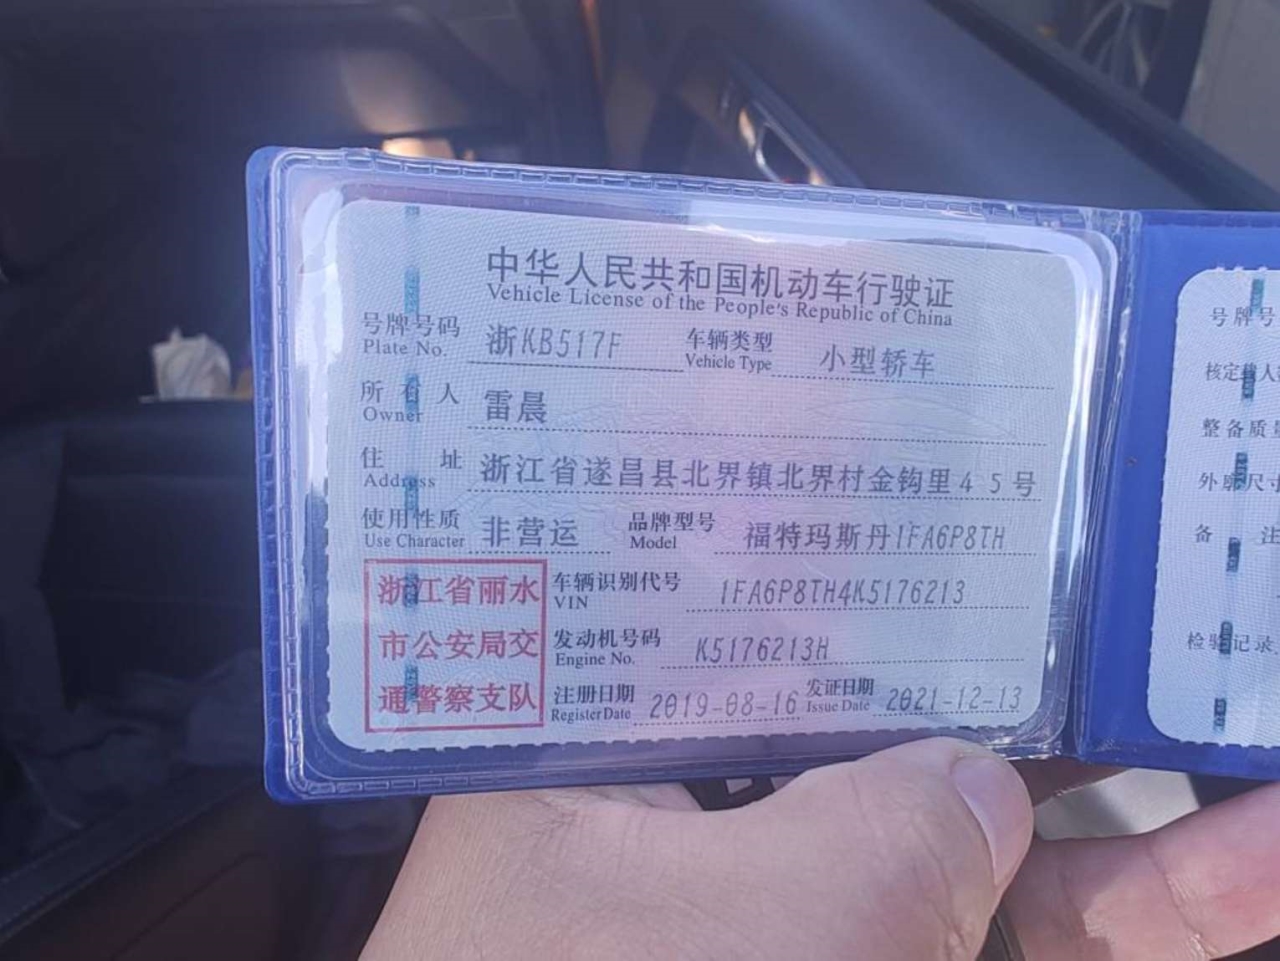 中华人民共和国机动车行驶证
Vehicle License of the People's Republic of China
号牌号码 浙KB517F 车辆类型 小型轿车
Plate No. Vehicle Type
所有人 雷晨
Owner
住址 浙江省遂昌县北界镇北界村金钩里45号
Address
使用性质 非营运 品牌型号 福特玛斯丹1FA6P8TH
Use Character Model
浙江省丽水
市公安局交
通警察支队
车辆识别代号 1FA6P8TH4K5176213
VIN
发动机号码 K5176213H
Engine No.
注册日期 2019-08-16 发证日期 2021-12-13
Register Date Issue Date
号牌号
核定载人
整备质量
外廓尺寸
备 注
检验记录